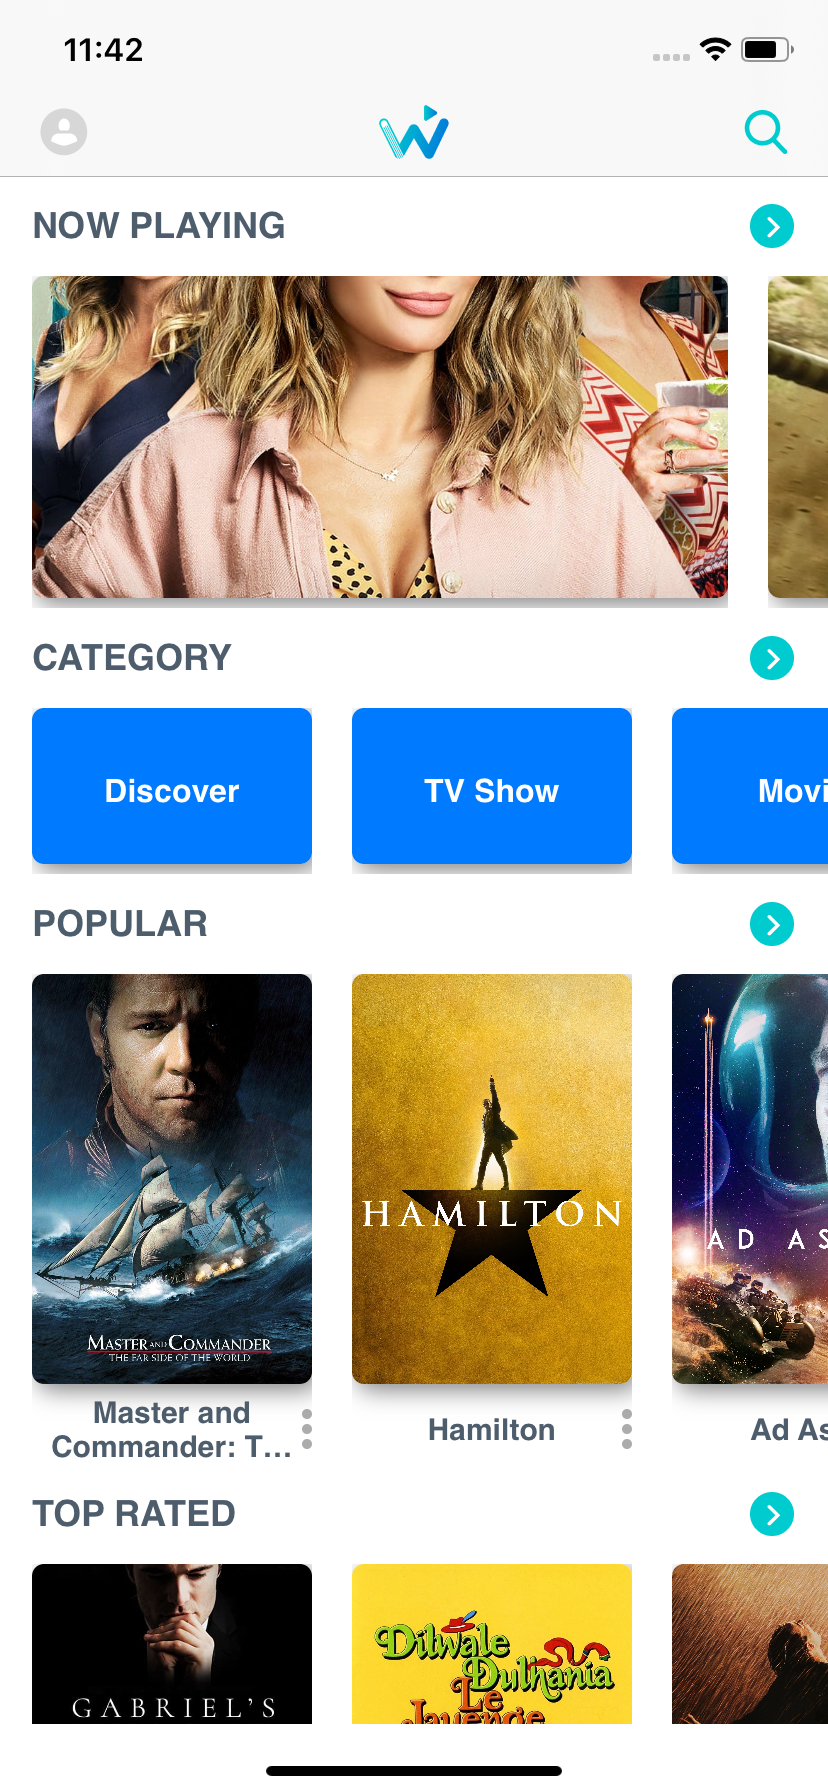 11:42
NOW PLAYING
CATEGORY
Discover
TV Show
Movi
POPULAR
MASTER AND COMMANDER
THE FAR SIDE OF THE WORLD
HAMILTON
AD AS
Master and
Commander: T...
Hamilton
Ad As
TOP RATED
GABRIEL'S
Dilwale
Dulhania
Le
Jayenge